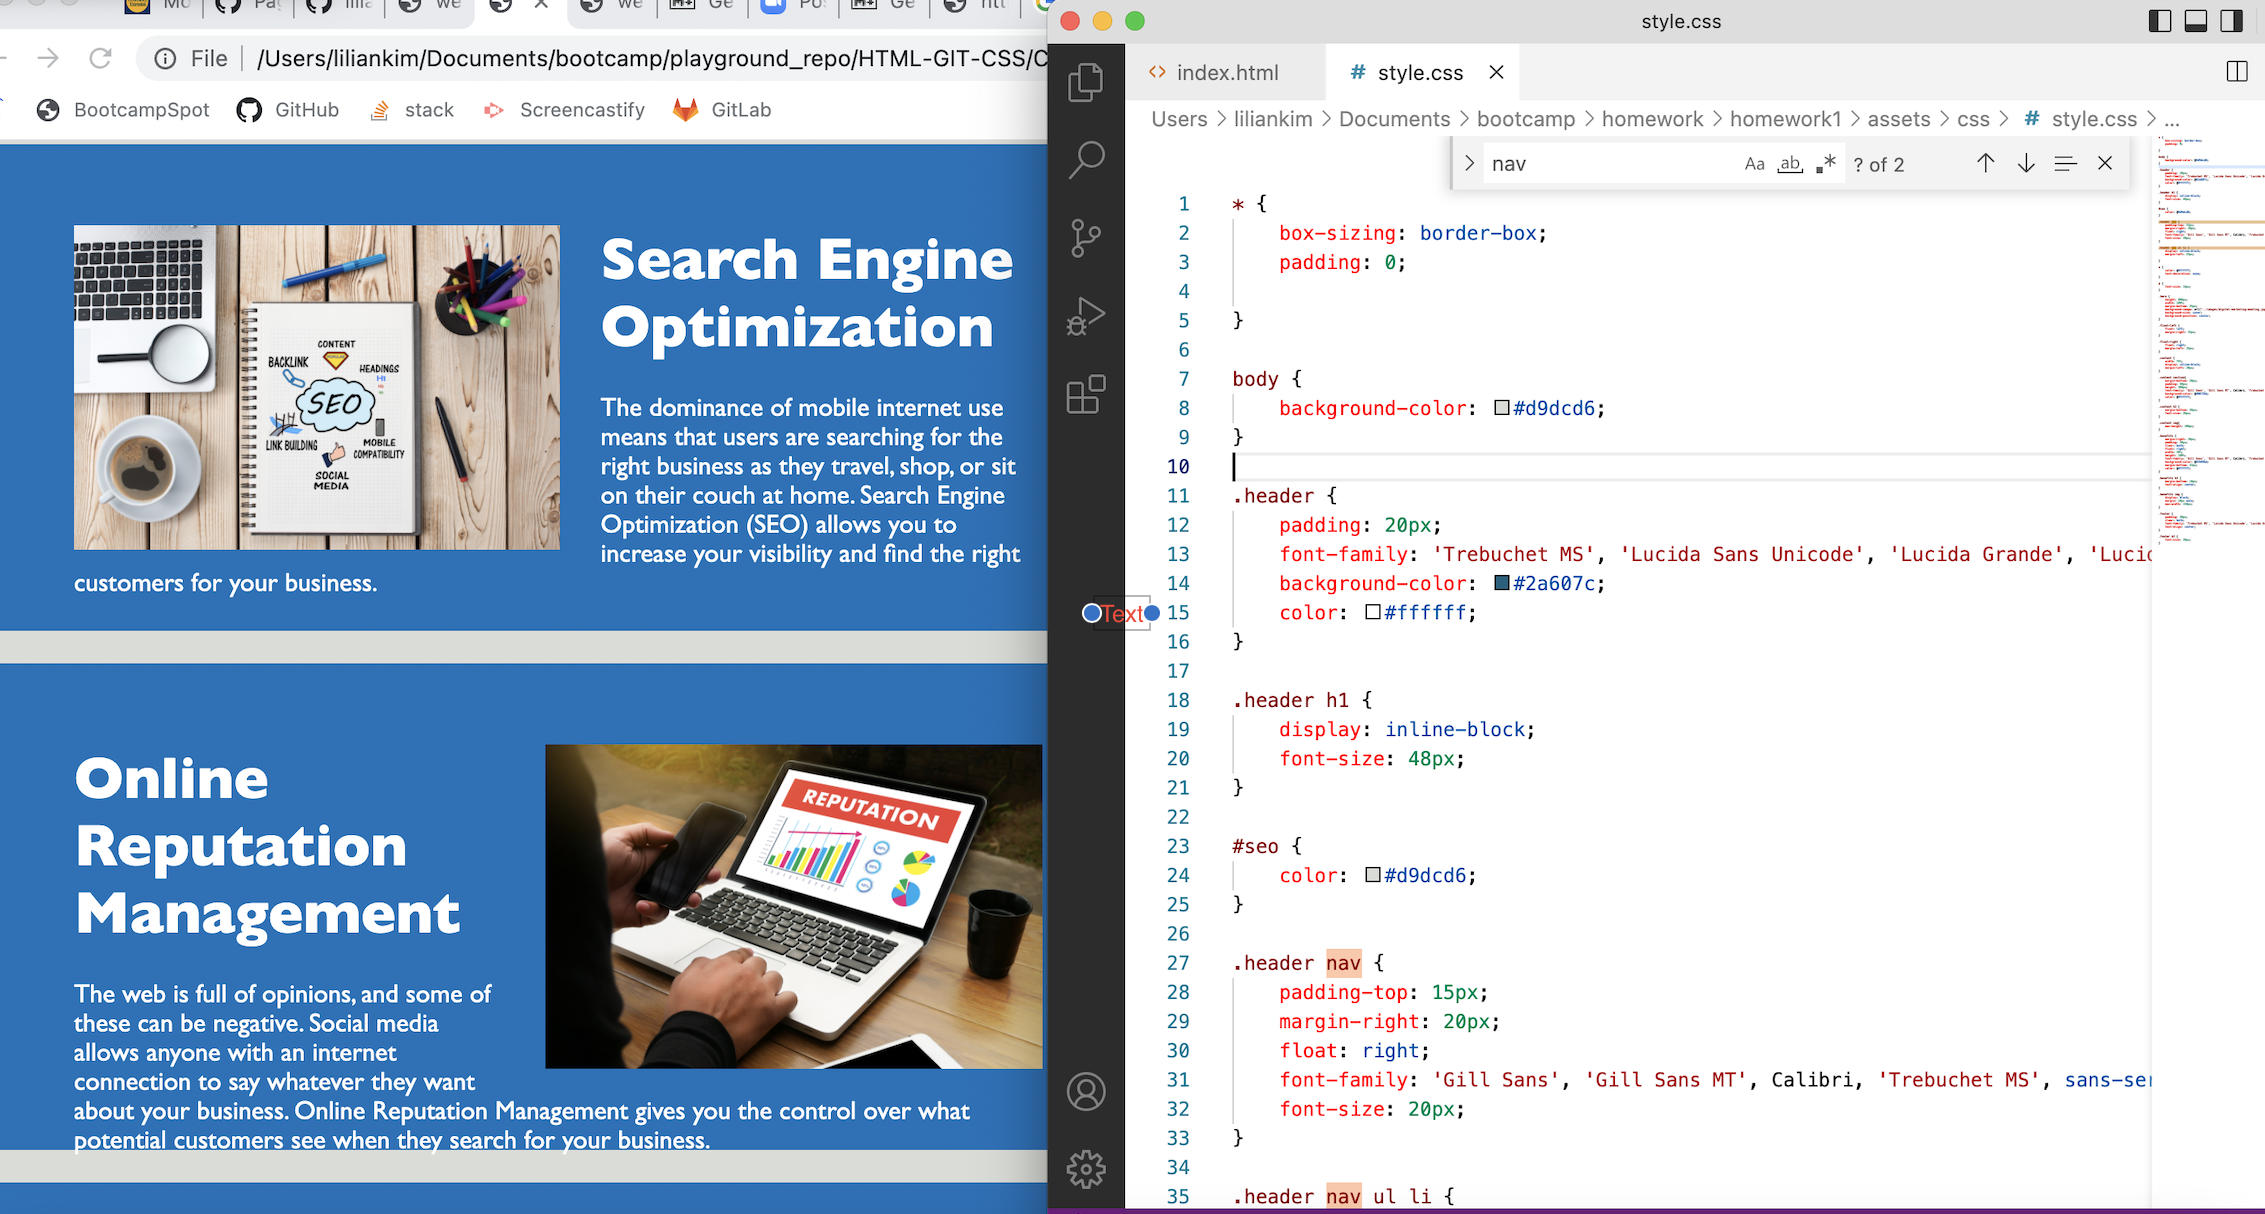 style.css
File /Users/liliankim/Documents/bootcamp/playground_repo/HTML-GIT-CSS/C
BootcampSpot GitHub stack Screencastify GitLab
Search Engine
Optimization
The dominance of mobile internet use
means that users are searching for the
right business as they travel, shop, or sit
on their couch at home. Search Engine
Optimization (SEO) allows you to
increase your visibility and find the right
customers for your business.
CONTENT
BACKLINK
HEADINGS
H1
SEO
LINK BUILDING
MOBILE
COMPATIBILITY
SOCIAL
MEDIA
Online
Reputation
Management
REPUTATION
The web is full of opinions, and some of
these can be negative. Social media
allows anyone with an internet
connection to say whatever they want
about your business. Online Reputation Management gives you the control over what
potential customers see when they search for your business.
Text
index.html # style.css
Users > liliankim > Documents > bootcamp > homework > homework1 > assets > css > # style.css > ...
nav Aa ab .* ? of 2
1 * {
2 box-sizing: border-box;
3 padding: 0;
4
5 }
6
7 body {
8 background-color: #d9dcd6;
9 }
10
11 .header {
12 padding: 20px;
13 font-family: 'Trebuchet MS', 'Lucida Sans Unicode', 'Lucida Grande', 'Luci
14 background-color: #2a607c;
15 color: #ffffff;
16 }
17
18 .header h1 {
19 display: inline-block;
20 font-size: 48px;
21 }
22
23 #seo {
24 color: #d9dcd6;
25 }
26
27 .header nav {
28 padding-top: 15px;
29 margin-right: 20px;
30 float: right;
31 font-family: 'Gill Sans', 'Gill Sans MT', Calibri, 'Trebuchet MS', sans-ser
32 font-size: 20px;
33 }
34
35 .header nav ul li {